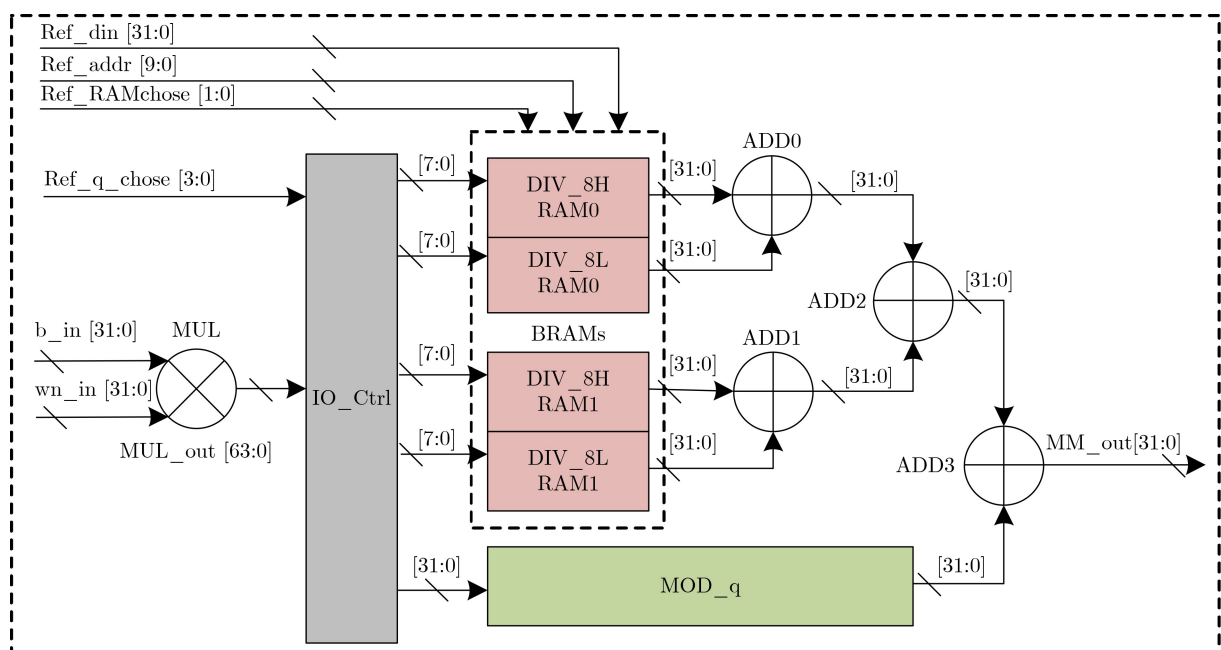 Ref_din [31:0]
Ref_addr [9:0]
Ref_RAMchose [1:0]
Ref_q_chose [3:0]
b_in [31:0]
MUL
wn_in [31:0]
MUL_out [63:0]
IO_Ctrl
[7:0]
[7:0]
[7:0]
[7:0]
[31:0]
DIV_8H
RAM0
DIV_8L
RAM0
BRAMs
DIV_8H
RAM1
DIV_8L
RAM1
MOD_q
[31:0]
[31:0]
[31:0]
[31:0]
[31:0]
ADD0
[31:0]
ADD1
[31:0]
ADD2
[31:0]
ADD3
MM_out[31:0]